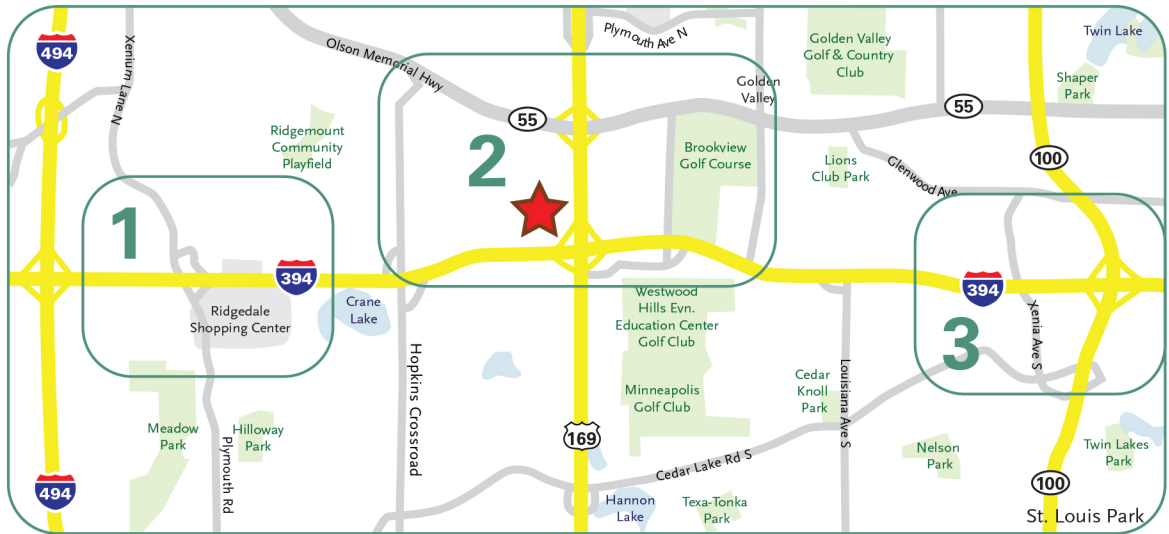 494
Xenium Lane N
Olson Memorial Hwy
Plymouth Ave N
Golden Valley
Golf & Country
Club
Twin Lake
Shaper
Park
Golden
Valley
55
55
Ridgemount
Community
Playfield
2
Brookview
Golf Course
Lions
Club Park
Glenwood Ave
100
1
394
394
Ridgedale
Shopping Center
Crane
Lake
Westwood
Hills Evn.
Education Center
Golf Club
Xenia Ave S
3
Hopkins Crossroad
Minneapolis
Golf Club
Cedar
Knoll
Park
Louisiana Ave S
Meadow
Park
Hilloway
Park
Plymouth Rd
169
Cedar Lake Rd S
Nelson
Park
Twin Lakes
Park
494
100
Hannon
Lake
Texa-Tonka
Park
St. Louis Park